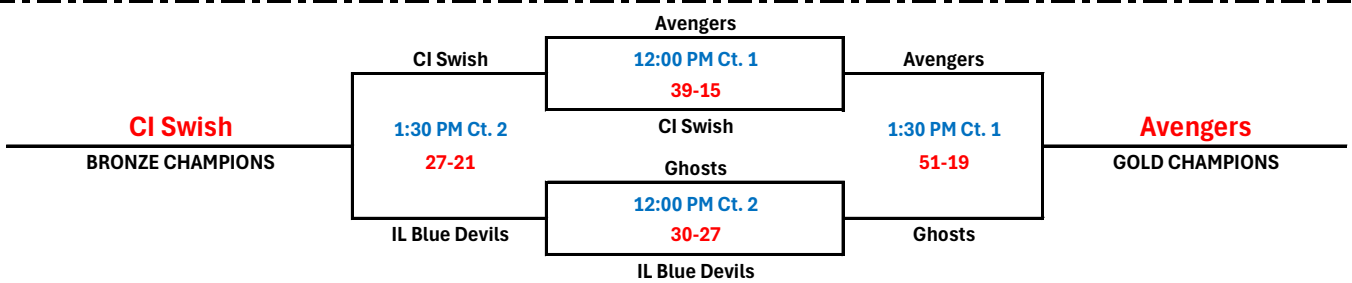 Avengers
CI Swish
12:00 PM Ct. 1
Avengers
39-15
CI Swish
CI Swish
1:30 PM Ct. 2
1:30 PM Ct. 1
Avengers
BRONZE CHAMPIONS
27-21
Ghosts
51-19
GOLD CHAMPIONS
12:00 PM Ct. 2
IL Blue Devils
30-27
Ghosts
IL Blue Devils